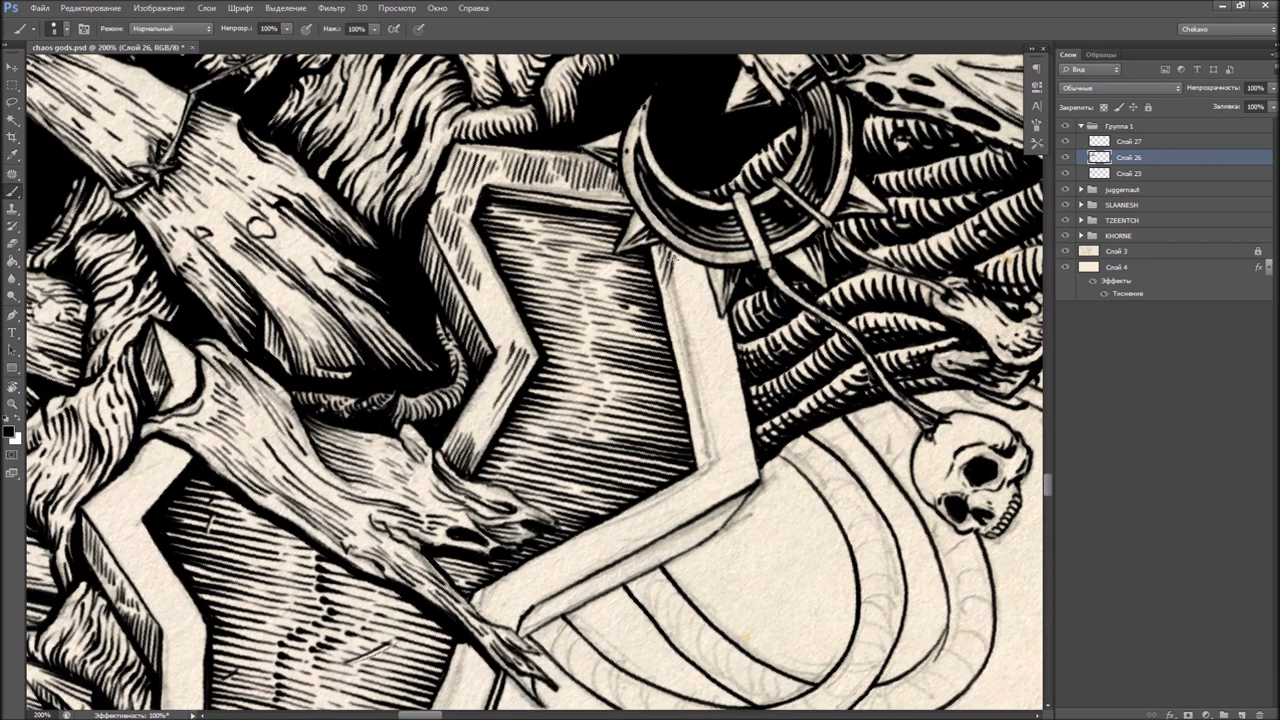 Ps Файл Редактирование Изображение Слои Шрифт Выделение Фильтр 3D Просмотр Окно Справка
Режим: Нормальный Непрозр.: 100% Наж.: 100% Chekavo
chaos gods.psd @ 200% (Слой 26, RGB/8) * ×
Слои Образцы
Вид
Обычные Непрозрачность: 100%
Закрепить: Заливка: 100%
Группа 1
Слой 27
Слой 26
Слой 23
juggernaut
SLAANESH
TZEENTCH
KHORNE
Слой 3
Слой 4 fx
Эффекты
Тиснение
200% Эффективность: 100%*